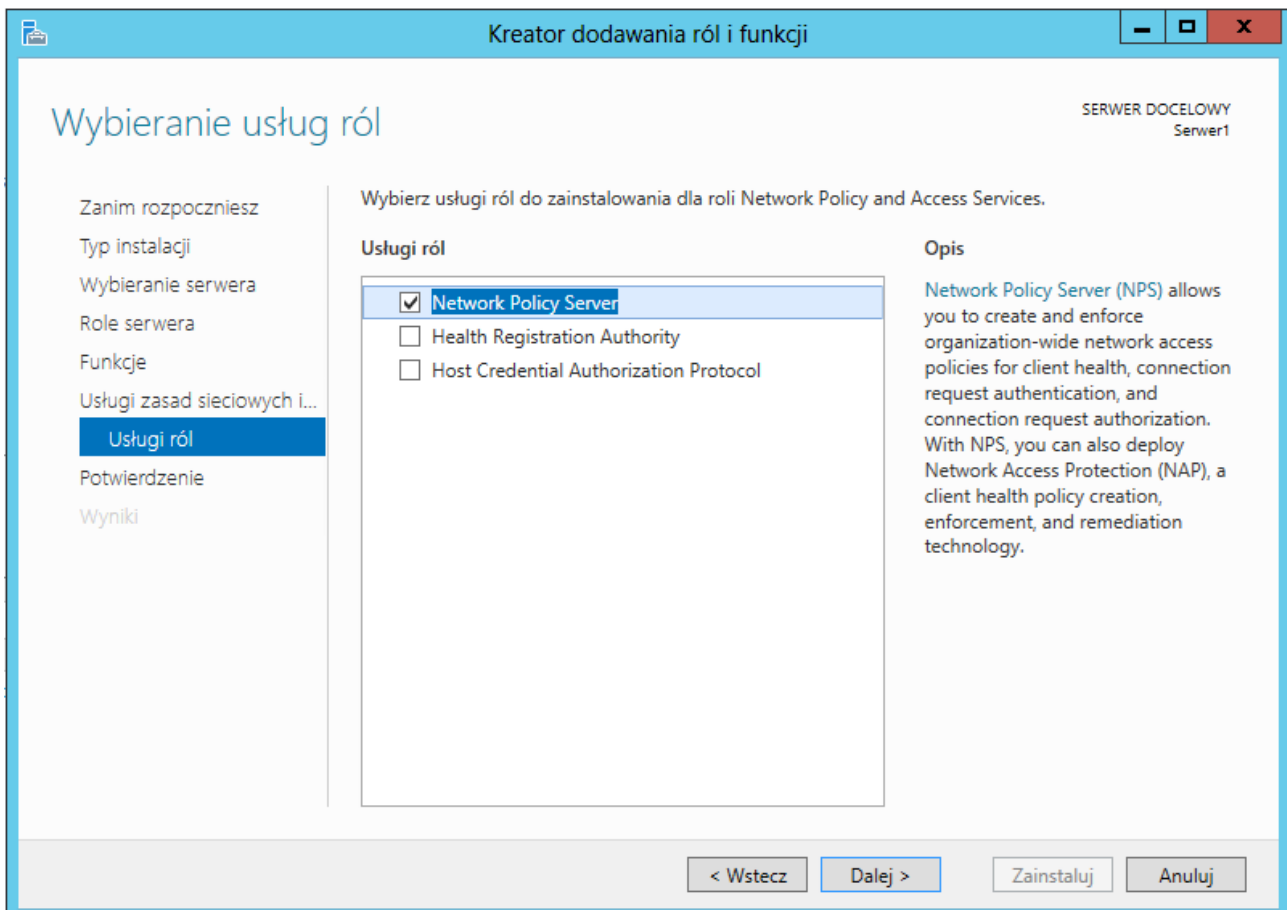 Kreator dodawania ról i funkcji
Wybieranie usług ról
SERWER DOCELOWY
Serwer1
Zanim rozpoczniesz
Typ instalacji
Wybieranie serwera
Role serwera
Funkcje
Usługi zasad sieciowych i...
Usługi ról
Potwierdzenie
Wyniki
Wybierz usługi ról do zainstalowania dla roli Network Policy and Access Services.
Usługi ról
Network Policy Server
Health Registration Authority
Host Credential Authorization Protocol
Opis
Network Policy Server (NPS) allows
you to create and enforce
organization-wide network access
policies for client health, connection
request authentication, and
connection request authorization.
With NPS, you can also deploy
Network Access Protection (NAP), a
client health policy creation,
enforcement, and remediation
technology.
< Wstecz
Dalej >
Zainstaluj
Anuluj